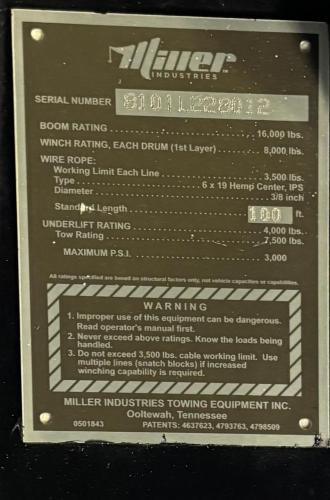 Miller
INDUSTRIES
SERIAL NUMBER 8101L220012
BOOM RATING 16,000 lbs.
WINCH RATING, EACH DRUM (1st Layer) 8,000 lbs.
WIRE ROPE:
Working Limit Each Line 3,500 lbs.
Type 6 x 19 Hemp Center, IPS
Diameter 3/8 inch
Standard Length 100 ft.
UNDERLIFT RATING 4,000 lbs.
Tow Rating 7,500 lbs.
MAXIMUM P.S.I. 3,000
All ratings specified are based on structural factors only, not vehicle capacities or capabilities.
WARNING
1. Improper use of this equipment can be dangerous.
Read operator's manual first.
2. Never exceed above ratings. Know the loads being
handled.
3. Do not exceed 3,500 lbs. cable working limit. Use
multiple lines (snatch blocks) if increased
winching capability is required.
MILLER INDUSTRIES TOWING EQUIPMENT INC.
Ooltewah, Tennessee
0501843 PATENTS: 4637623, 4793763, 4798509